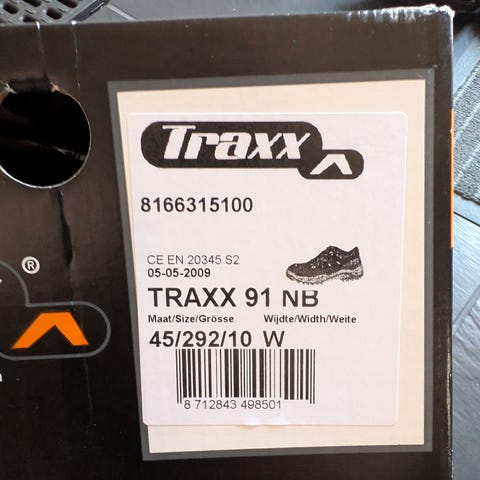 Traxx
8166315100
CE EN 20345 S2
05-05-2009
®
TRAXX 91 NB
Maat/Size/Grösse Wijdte/Width/Weite
45/292/10 W
8 712843 498501